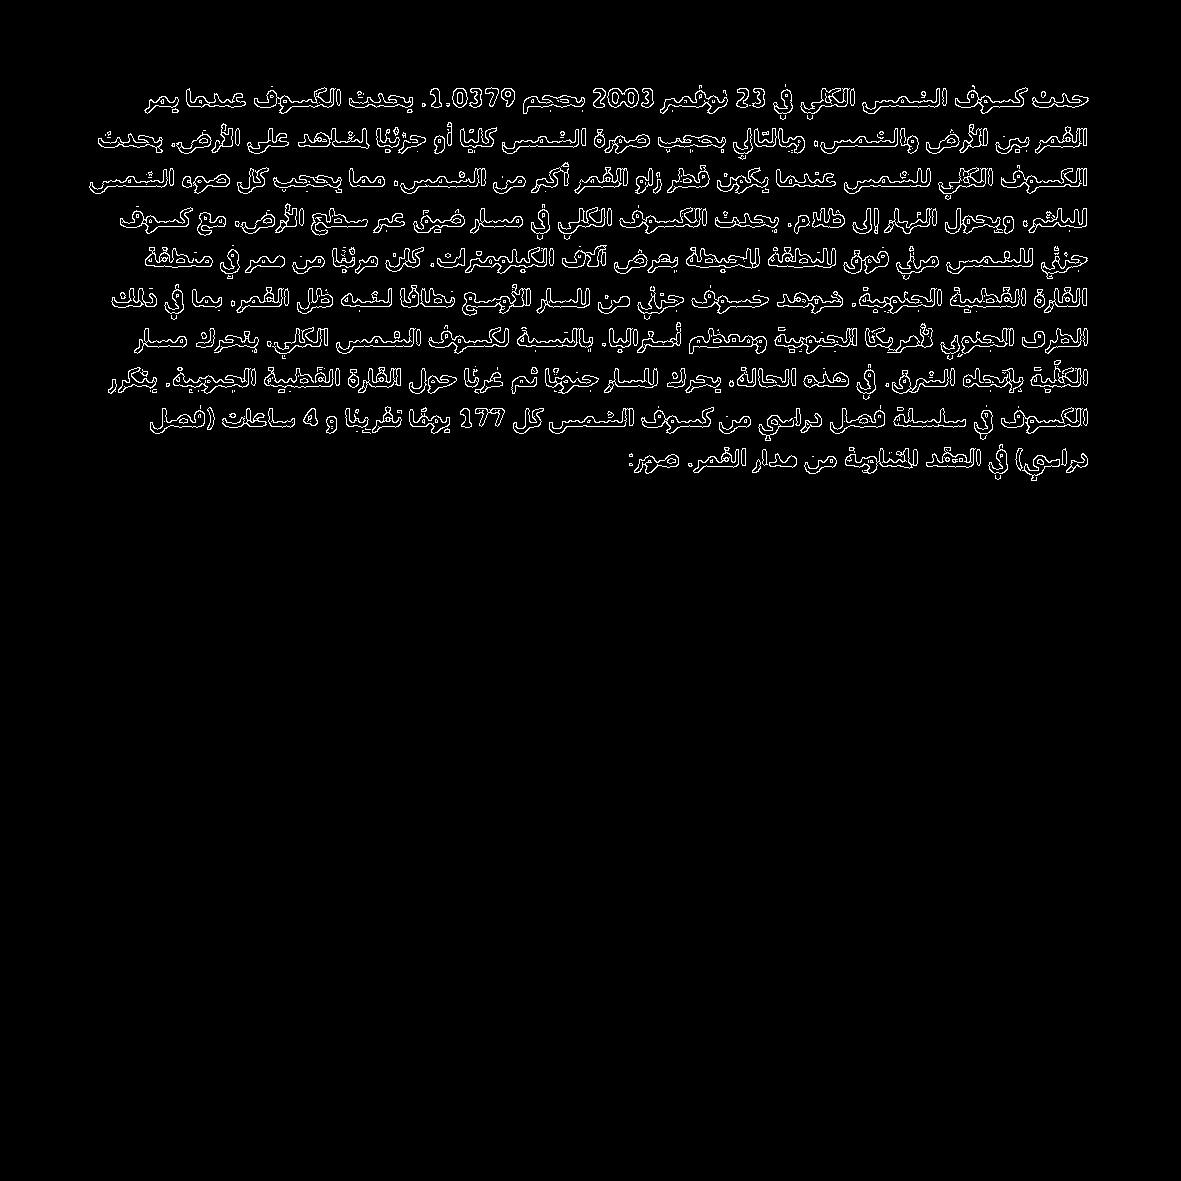 حدث كسوف الشمس الكلي في 23 نوفمبر 2003 بحجم 1.0379. يحدث الكسوف عندما يمر
القمر بين الأرض والشمس، وبالتالي يحجب صورة الشمس كليًا أو جزئيًا لمشاهد على الأرض. يحدث
الكسوف الكلي للشمس عندما يكون قطر زاو القمر أكبر من الشمس، مما يحجب كل ضوء الشمس
المباشر، ويحول النهار إلى ظلام. يحدث الكسوف الكلي في مسار ضيق عبر سطح الأرض، مع كسوف
جزئي للشمس مرئي فوق المنطقة المحيطة بعرض آلاف الكيلومترات. كان مرئيًا من ممر في منطقة
القارة القطبية الجنوبية. شوهد خسوف جزئي من المسار الأوسع نطاقًا لشبه ظل القمر، بما في ذلك
الطرف الجنوبي لأمريكا الجنوبية ومعظم أستراليا. بالنسبة لكسوف الشمس الكلي، يتحرك مسار
الكلّية بإتجاه الشرق. في هذه الحالة، يحرك المسار جنوبًا ثم غربًا حول القارة القطبية الجنوبية. يتكرر
الكسوف في سلسلة فصل دراسي من كسوف الشمس كل 177 يومًا تقريبًا و 4 ساعات (فصل
دراسي) في العقد المتناوبة من مدار القمر. صور: